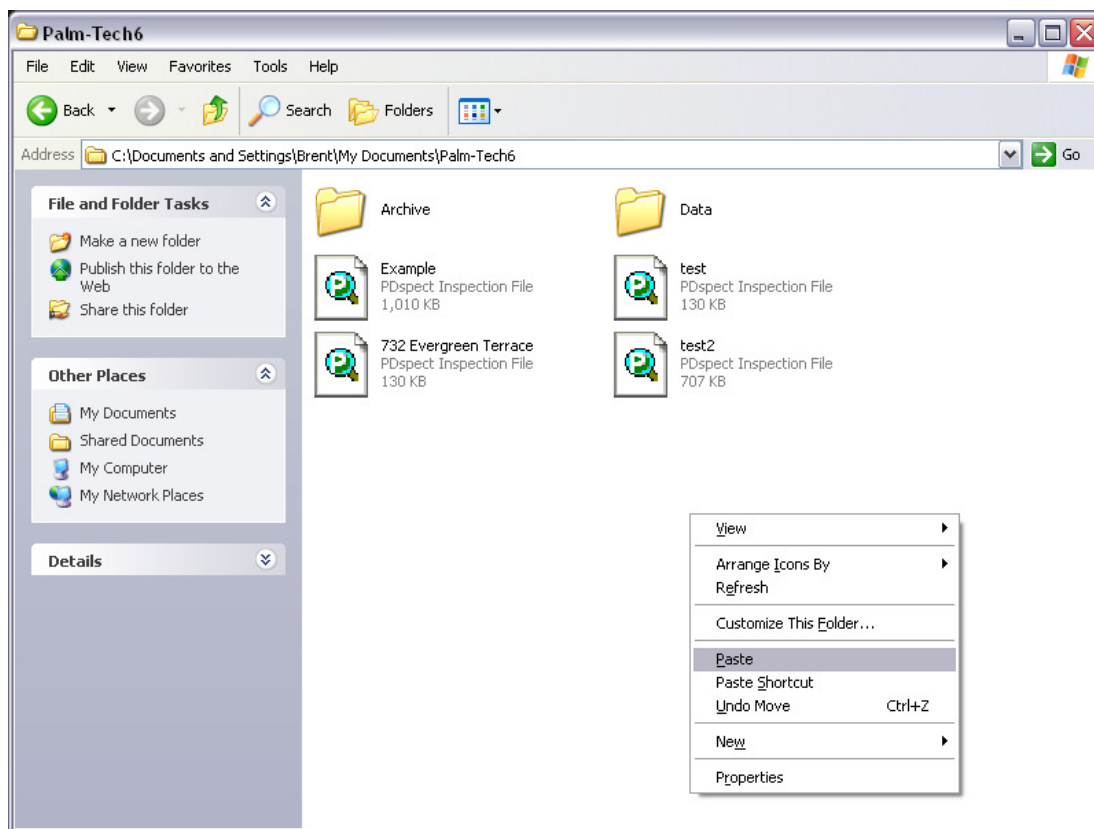 Palm-Tech6
File Edit View Favorites Tools Help
Back Search Folders
Address C:\Documents and Settings\Brent\My Documents\Palm-Tech6 Go
File and Folder Tasks
Make a new folder
Publish this folder to the
Web
Share this folder
Other Places
My Documents
Shared Documents
My Computer
My Network Places
Details
Archive
Data
Example
PDspect Inspection File
1,010 KB
test
PDspect Inspection File
130 KB
732 Evergreen Terrace
PDspect Inspection File
130 KB
test2
PDspect Inspection File
707 KB
View
Arrange Icons By
Refresh
Customize This Folder...
Paste
Paste Shortcut
Undo Move Ctrl+Z
New
Properties